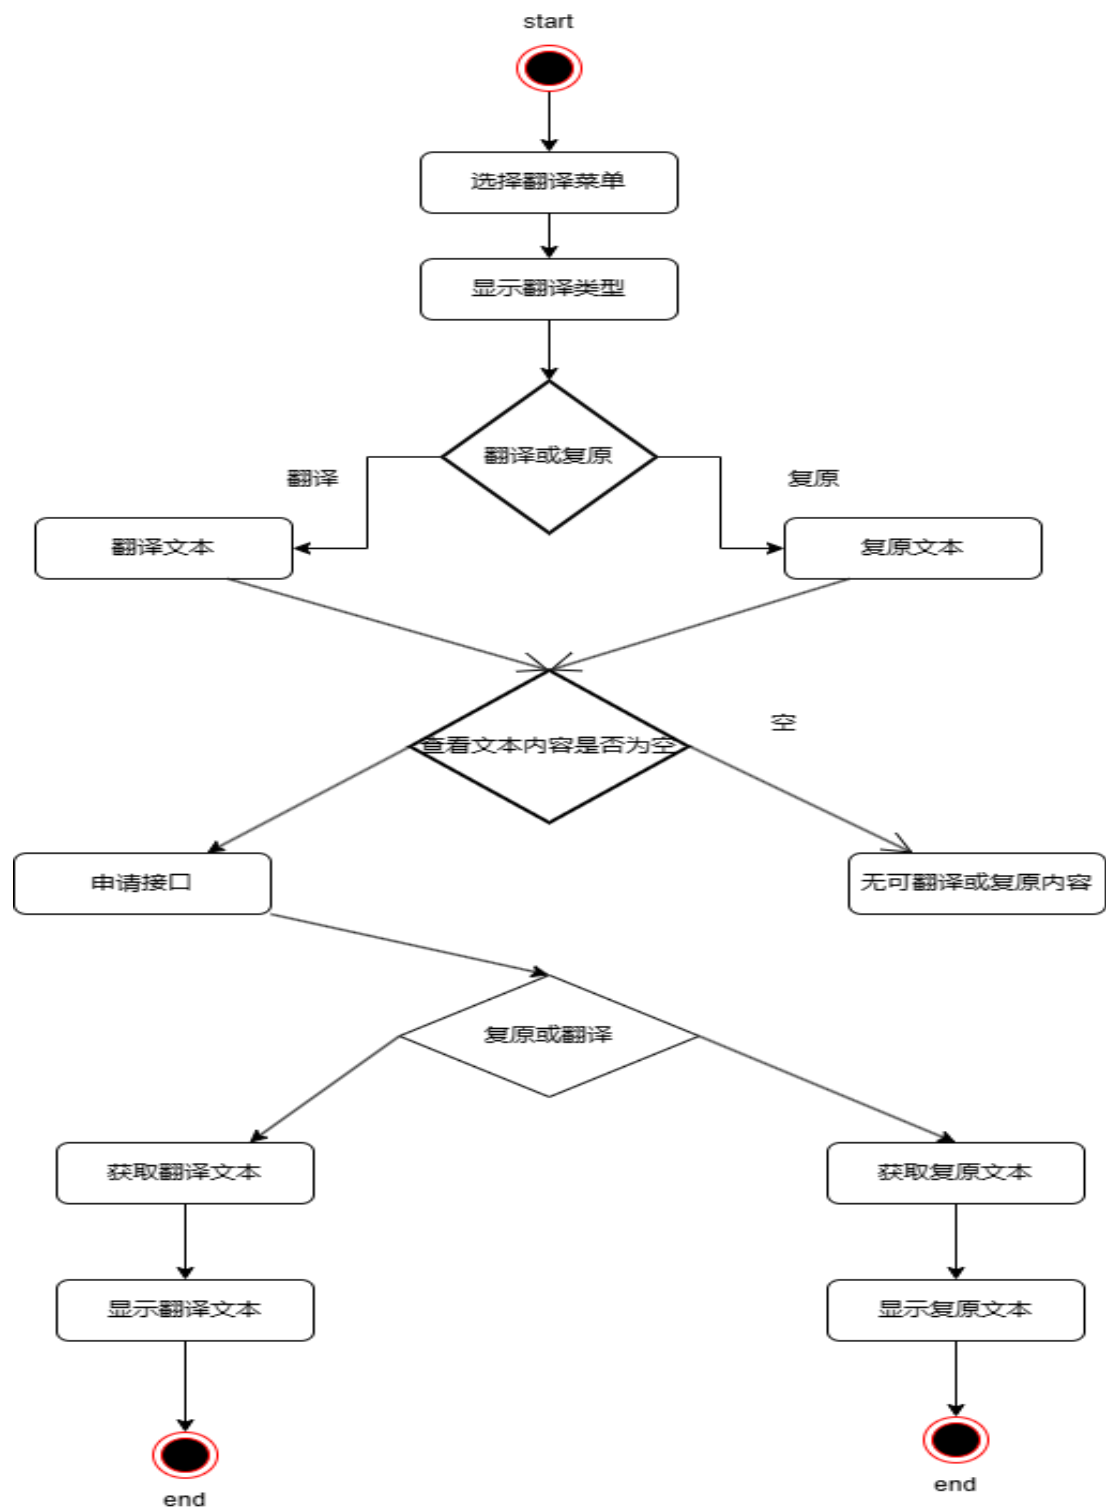 start
选择翻译菜单
显示翻译类型
翻译或复原
翻译
复原
翻译文本
复原文本
空
查看文本内容是否为空
申请接口
无可翻译或复原内容
复原或翻译
获取翻译文本
获取复原文本
显示翻译文本
显示复原文本
end
end